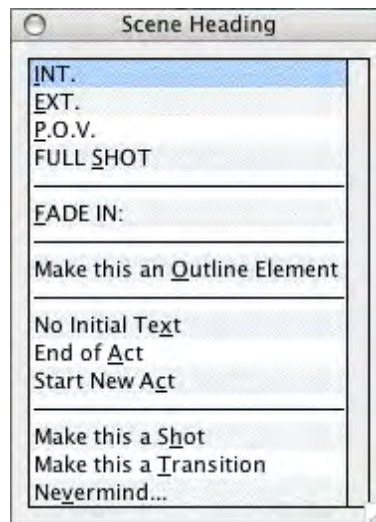 Scene Heading
INT.
EXT.
P.O.V.
FULL SHOT
FADE IN:
Make this an Outline Element
No Initial Text
End of Act
Start New Act
Make this a Shot
Make this a Transition
Nevermind...